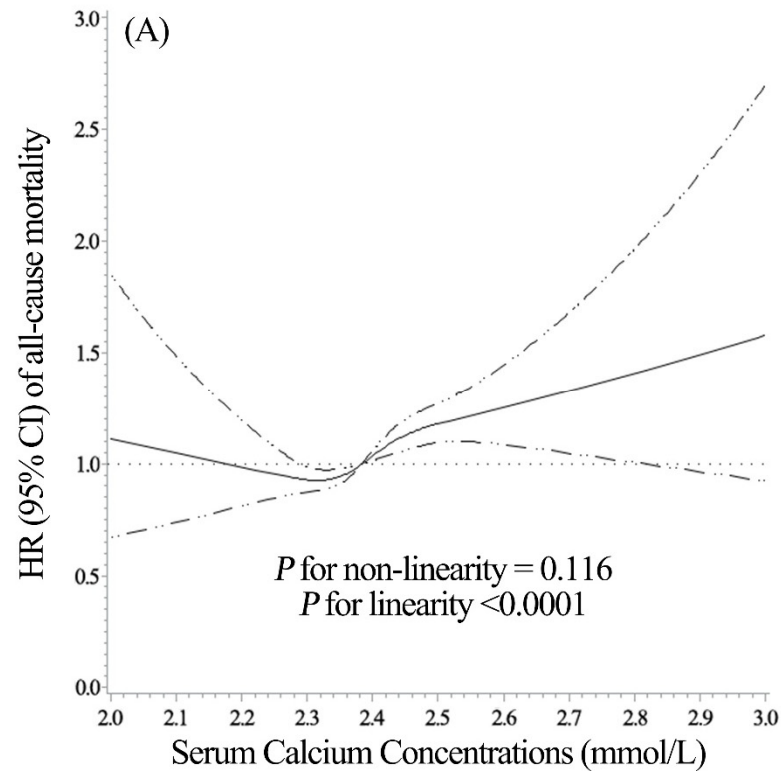 (A)
HR (95% CI) of all-cause mortality
3.0
2.5
2.0
1.5
1.0
0.5
0.0
P for non-linearity = 0.116
P for linearity <0.0001
2.0 2.1 2.2 2.3 2.4 2.5 2.6 2.7 2.8 2.9 3.0
Serum Calcium Concentrations (mmol/L)